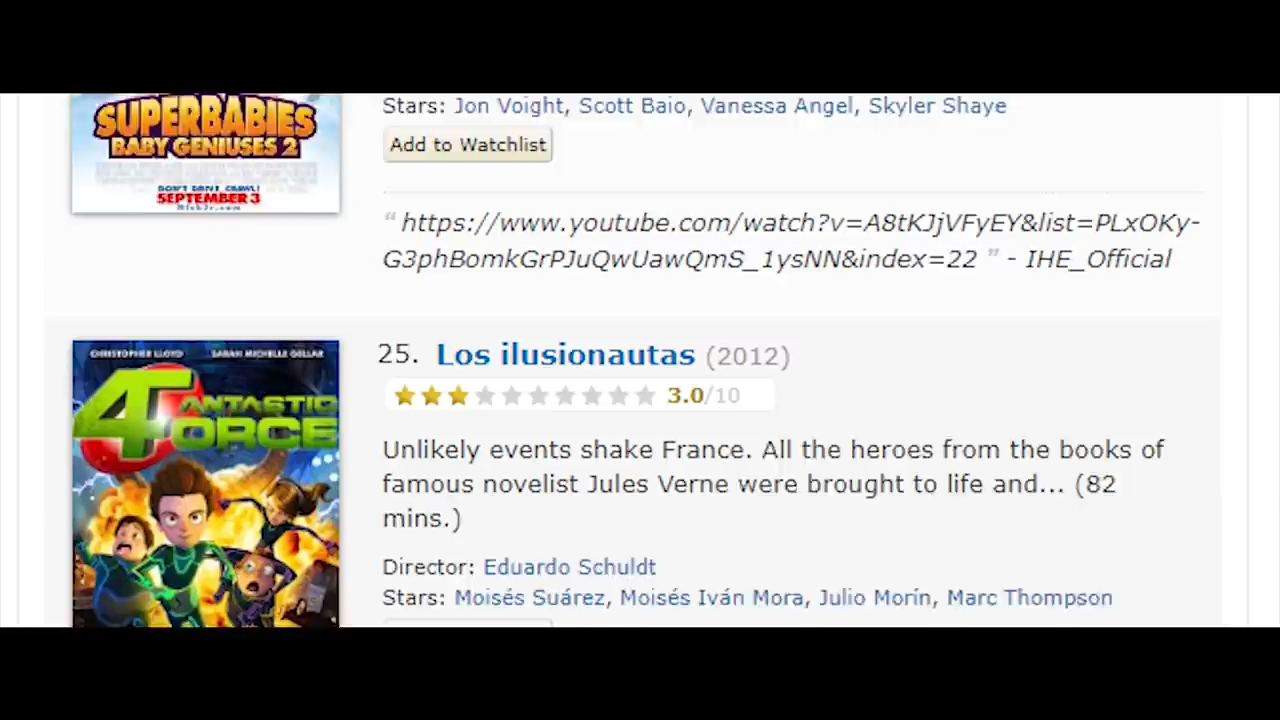 SUPERBABIES
BABY GENIUSES 2
SEPTEMBER 3
Stars: Jon Voight, Scott Baio, Vanessa Angel, Skyler Shaye
Add to Watchlist
“ https://www.youtube.com/watch?v=A8tKJjVFyEY&list=PLxOKy-
G3phBomkGrPJuQwUawQmS_1ysNN&index=22 ” - IHE_Official
CHRISTOPHER LLOYD SARAH MICHELLE GELLAR
4ANTASTIC
ORCE
25. Los ilusionautas (2012)
3.0/10
Unlikely events shake France. All the heroes from the books of
famous novelist Jules Verne were brought to life and... (82
mins.)
Director: Eduardo Schuldt
Stars: Moisés Suárez, Moisés Iván Mora, Julio Morín, Marc Thompson